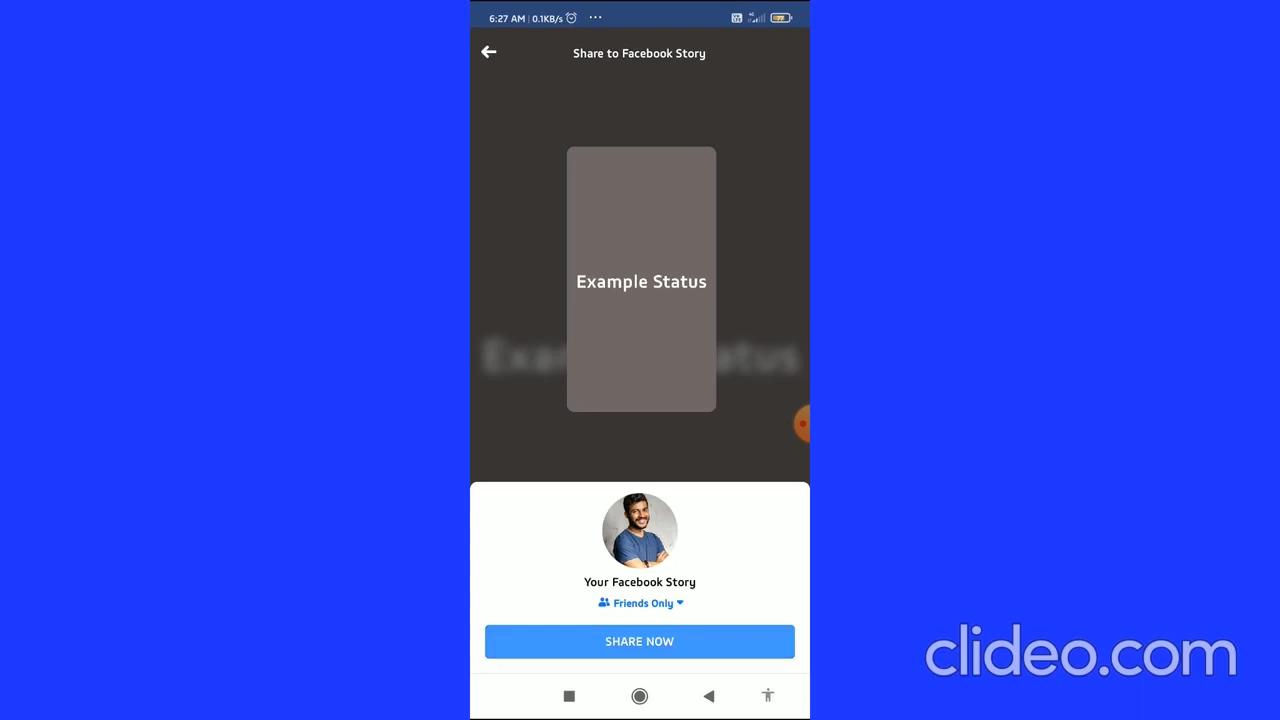 6:27 AM | 0.1KB/s ...
Share to Facebook Story
Example Status
Your Facebook Story
Friends Only
SHARE NOW
clideo.com